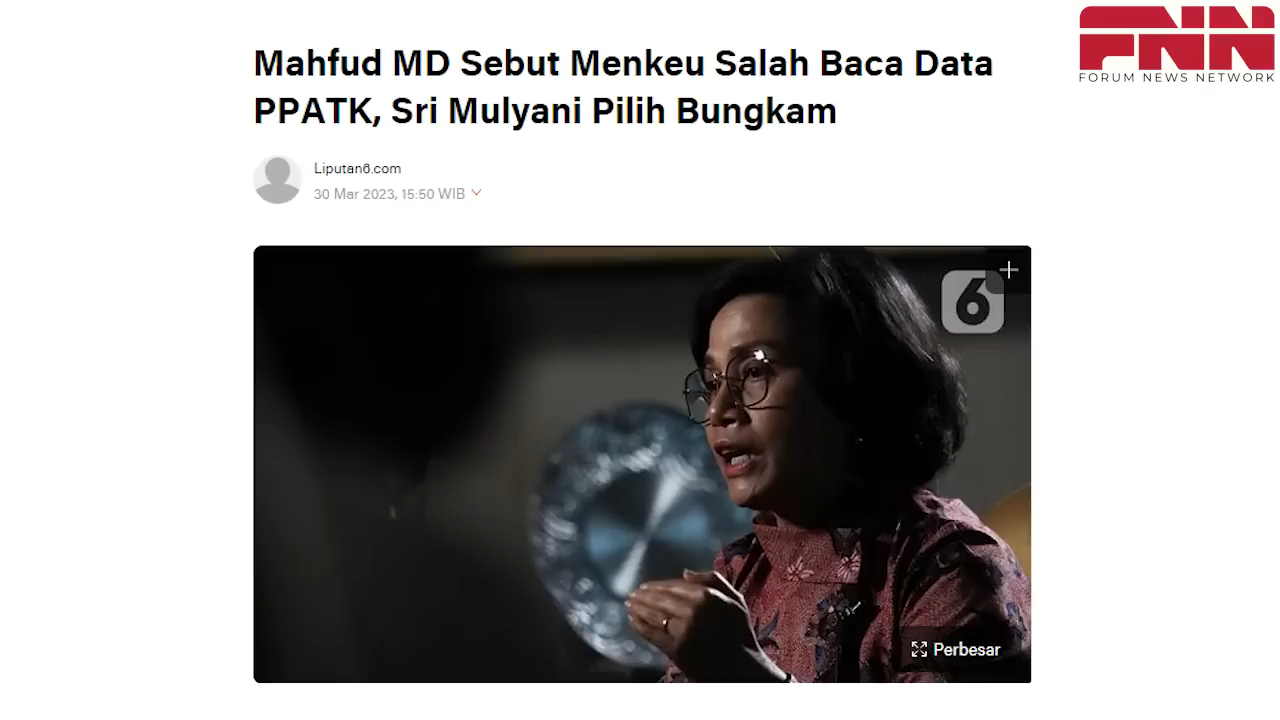 FNN
FORUM NEWS NETWORK
Mahfud MD Sebut Menkeu Salah Baca Data
PPATK, Sri Mulyani Pilih Bungkam
Liputan6.com
30 Mar 2023, 15:50 WIB
6
Perbesar